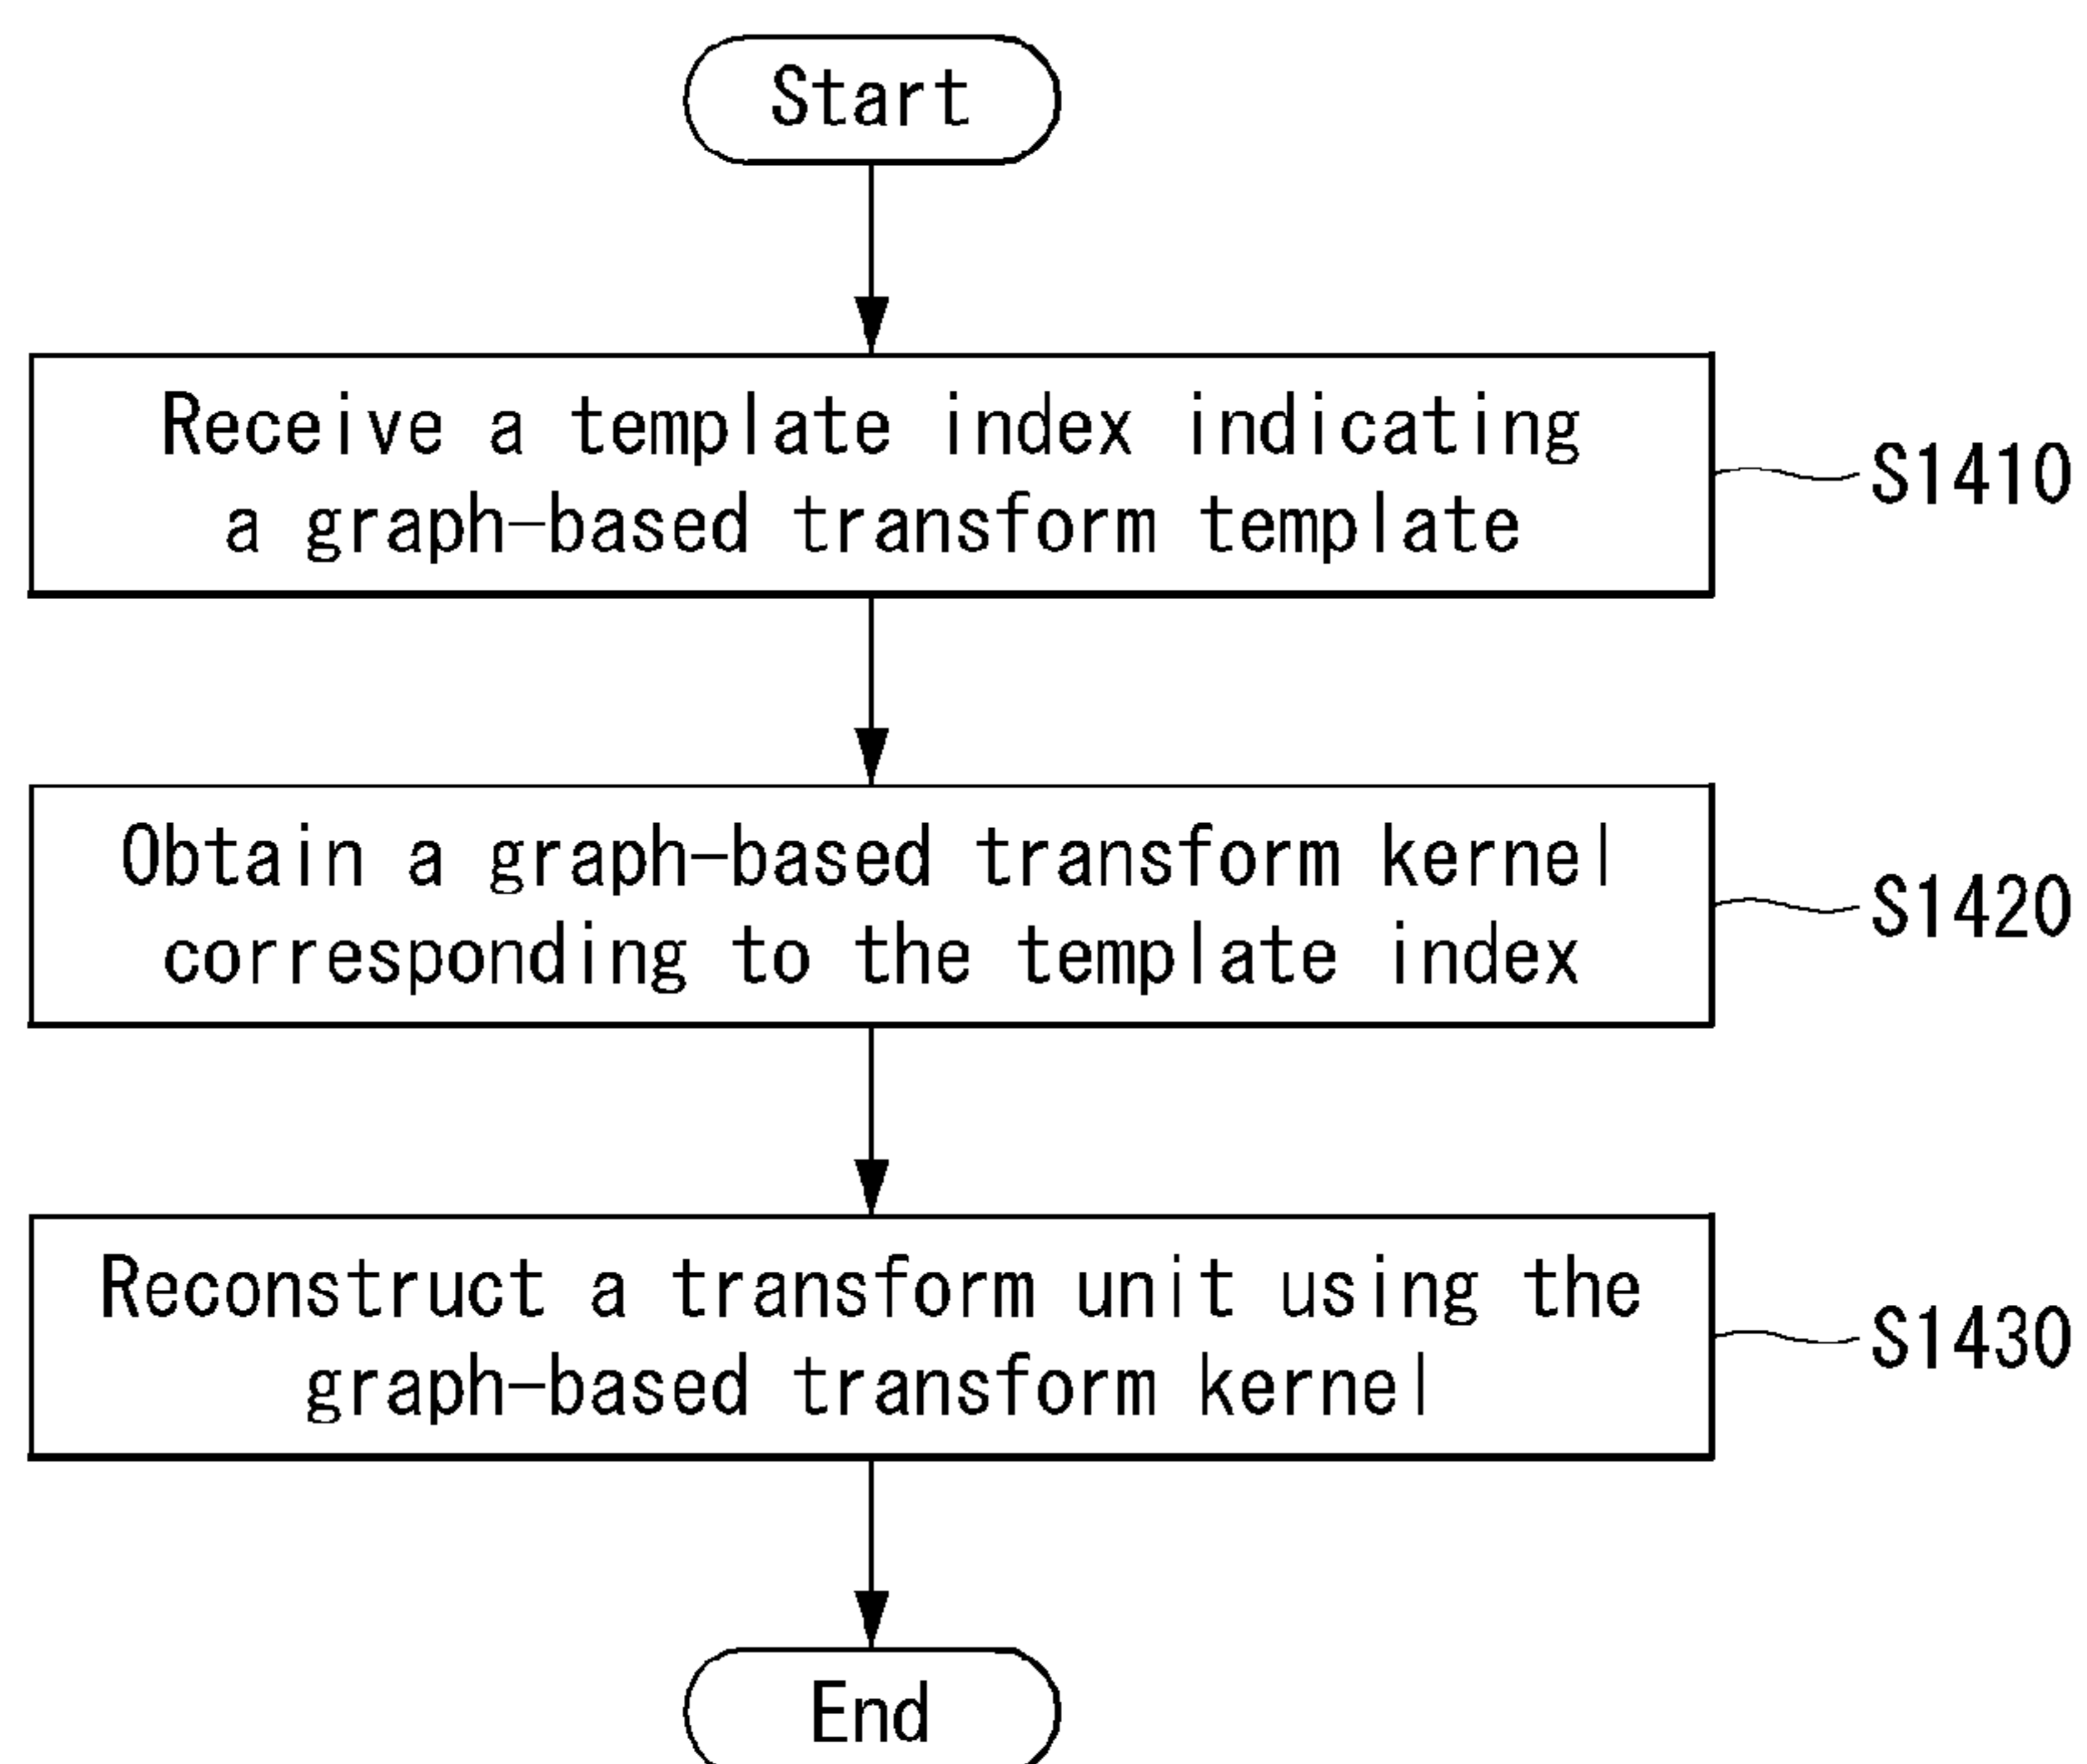 Start
Receive a template index indicating
a graph-based transform template
S1410
Obtain a graph-based transform kernel
corresponding to the template index
S1420
Reconstruct a transform unit using the
graph-based transform kernel
S1430
End